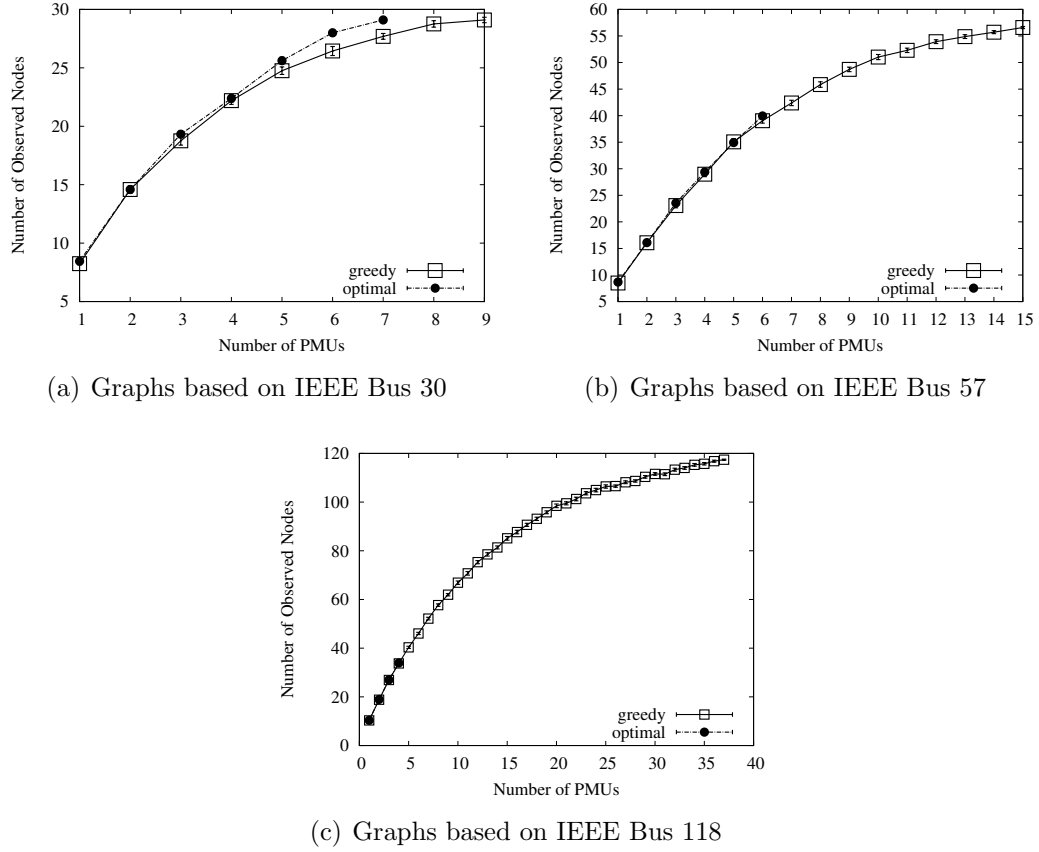 30
25
20
15
10
5
Number of Observed Nodes
greedy
optimal
1 2 3 4 5 6 7 8 9
Number of PMUs
(a) Graphs based on IEEE Bus 30
60
55
50
45
40
35
30
25
20
15
10
5
Number of Observed Nodes
greedy
optimal
1 2 3 4 5 6 7 8 9 10 11 12 13 14 15
Number of PMUs
(b) Graphs based on IEEE Bus 57
120
100
80
60
40
20
0
Number of Observed Nodes
greedy
optimal
0 5 10 15 20 25 30 35 40
Number of PMUs
(c) Graphs based on IEEE Bus 118